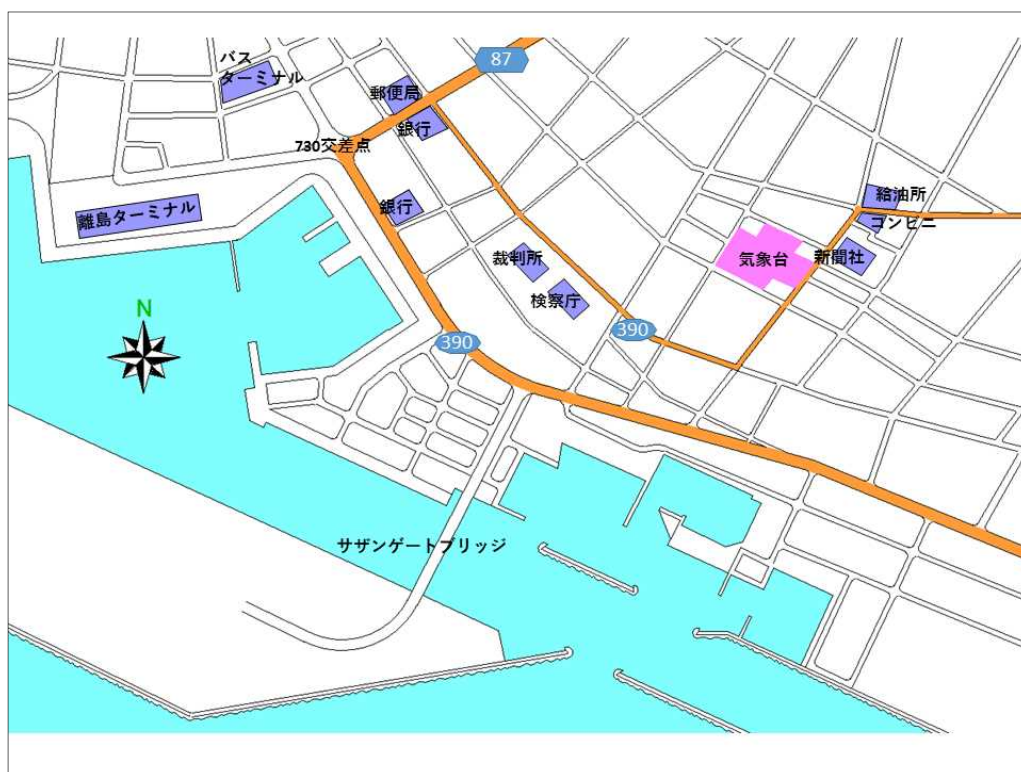 バス
ターミナル
87
郵便局
銀行
730交差点
給油所
コンビニ
離島ターミナル
銀行
裁判所
気象台
新聞社
検察庁
N
390
390
サザンゲートブリッジ